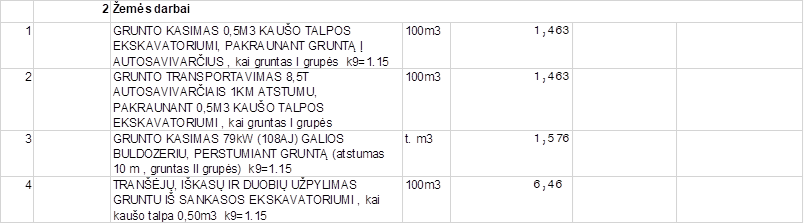 2 Žemės darbai
1 GRUNTO KASIMAS 0,5M3 KAUŠO TALPOS 100m3 1,463
EKSKAVATORIUMI, PAKRAUNANT GRUNTĄ Į
AUTOSAVIVARČIUS , kai gruntas I grupės k9=1.15
2 GRUNTO TRANSPORTAVIMAS 8,5T 100m3 1,463
AUTOSAVIVARČIAIS 1KM ATSTUMU,
PAKRAUNANT 0,5M3 KAUŠO TALPOS
EKSKAVATORIUMI , kai gruntas I grupės
3 GRUNTO KASIMAS 79kW (108AJ) GALIOS t. m3 1,576
BULDOZERIU, PERSTUMIANT GRUNTĄ (atstumas
10 m , gruntas II grupės) k9=1.15
4 TRANŠĖJŲ, IŠKASŲ IR DUOBIŲ UŽPYLIMAS 100m3 6,46
GRUNTU IŠ SANKASOS EKSKAVATORIUMI , kai
kaušo talpa 0,50m3 k9=1.15